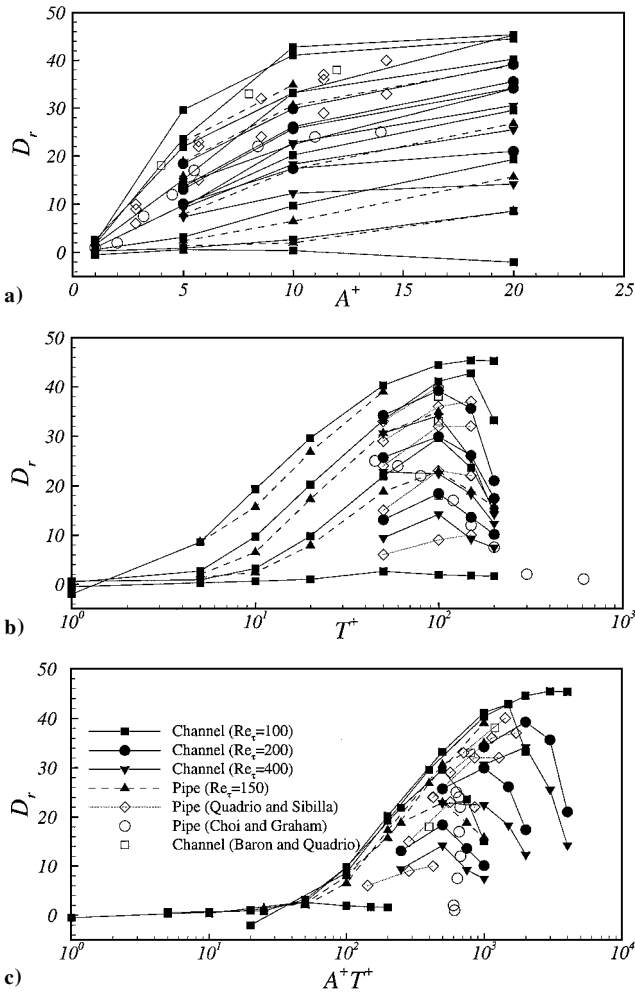 50
40
30
20
10
0
D_r
0 5 10 15 20 25
a)
A^+
50
40
30
20
10
0
D_r
10^0 10^1 10^2 10^3
b)
T^+
50
40
30
20
10
0
D_r
Channel (Re_τ=100)
Channel (Re_τ=200)
Channel (Re_τ=400)
Pipe (Re_τ=150)
Pipe (Quadrio and Sibilla)
Pipe (Choi and Graham)
Channel (Baron and Quadrio)
10^0 10^1 10^2 10^3 10^4
c)
A^+T^+